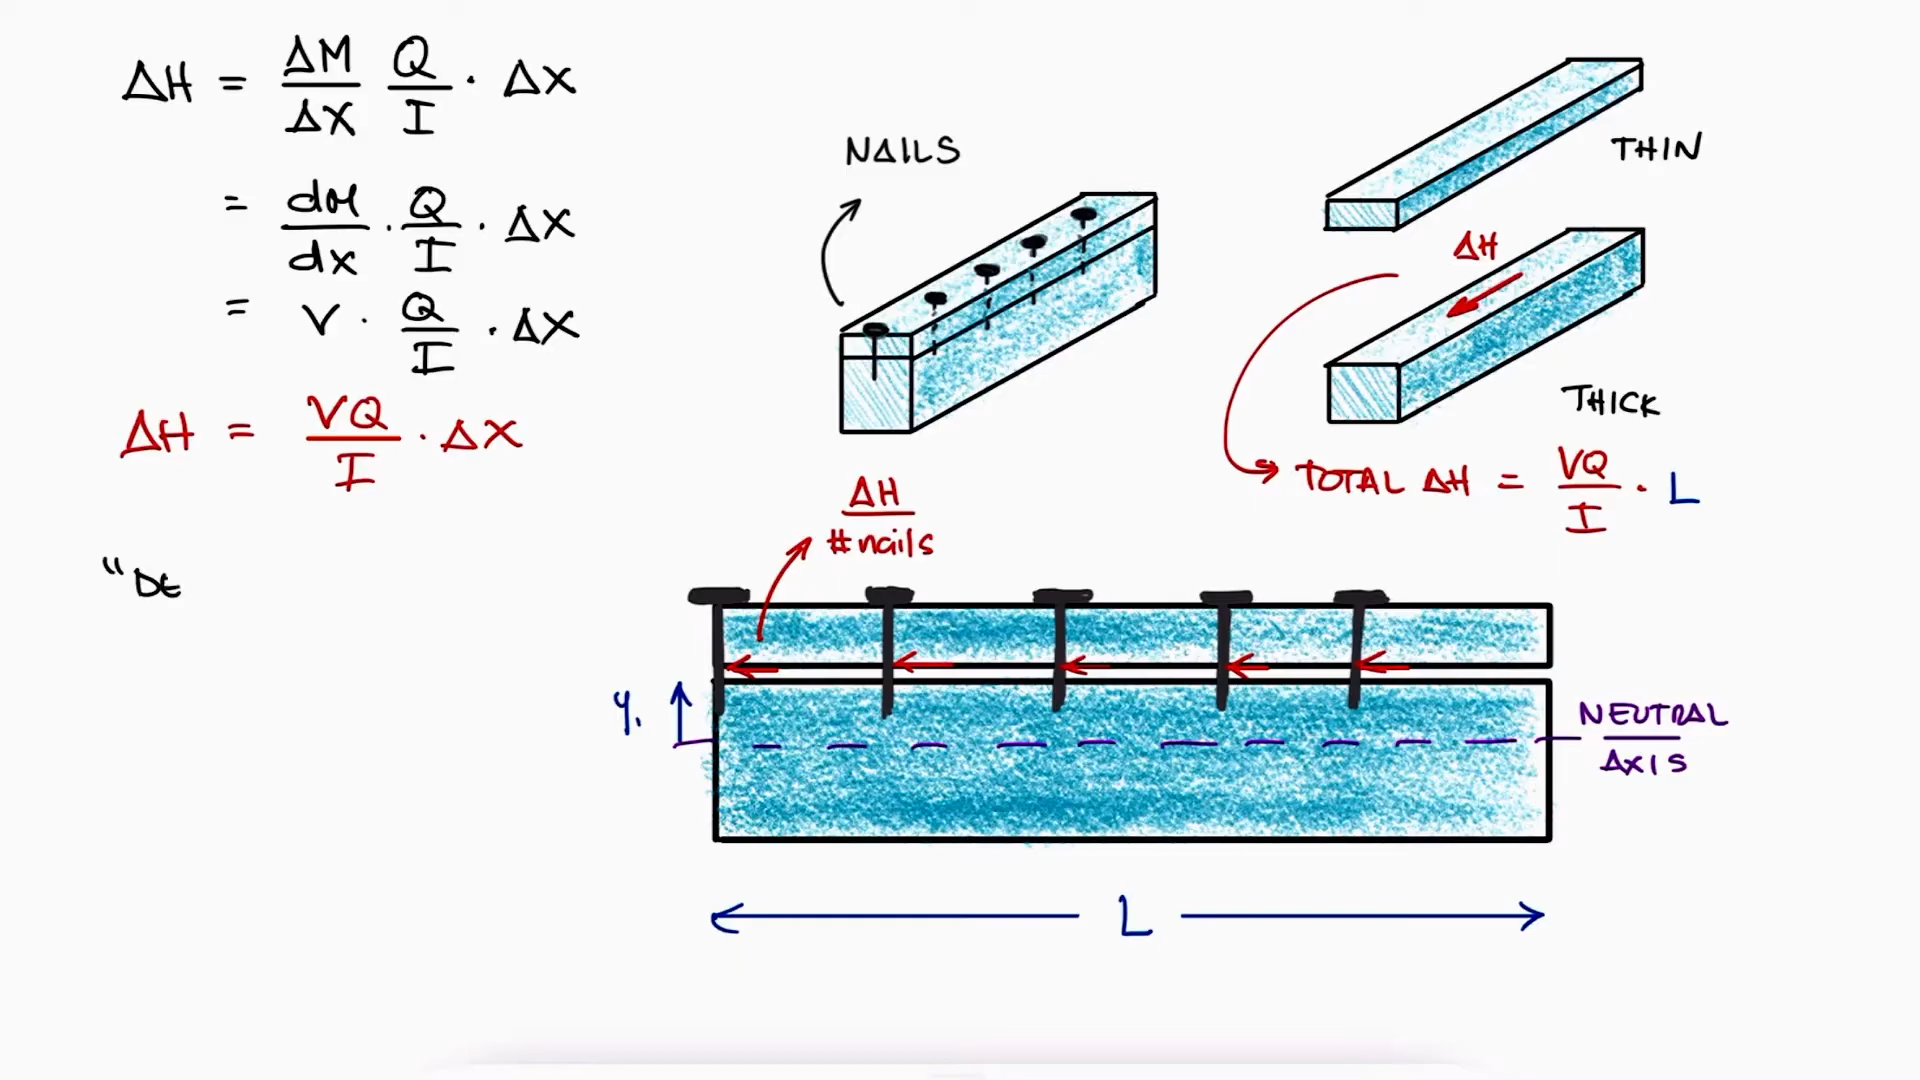 ΔH = ΔM/ΔX Q/I · ΔX
= dM/dx · Q/I · ΔX
= V · Q/I · ΔX
ΔH = VQ/I · ΔX
"DE
NAILS
THIN
ΔH
THICK
TOTAL ΔH = VQ/I · L
ΔH/#nails
y₁
NEUTRAL
AXIS
L